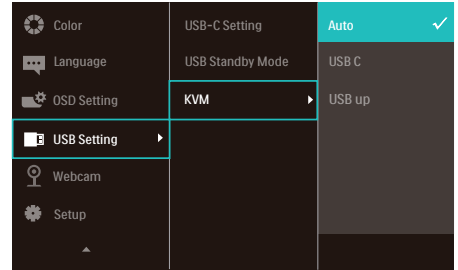 Color
Language
OSD Setting
USB Setting
Webcam
Setup
USB-C Setting
USB Standby Mode
KVM
Auto
USB C
USB up